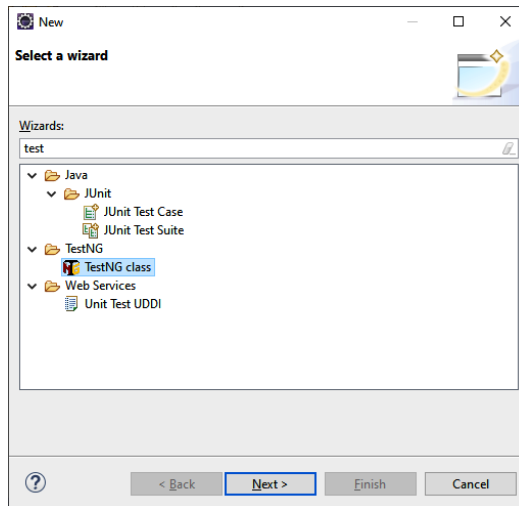 New
Select a wizard
Wizards:
test
Java
JUnit
JUnit Test Case
JUnit Test Suite
TestNG
TestNG class
Web Services
Unit Test UDDI
? < Back Next > Finish Cancel